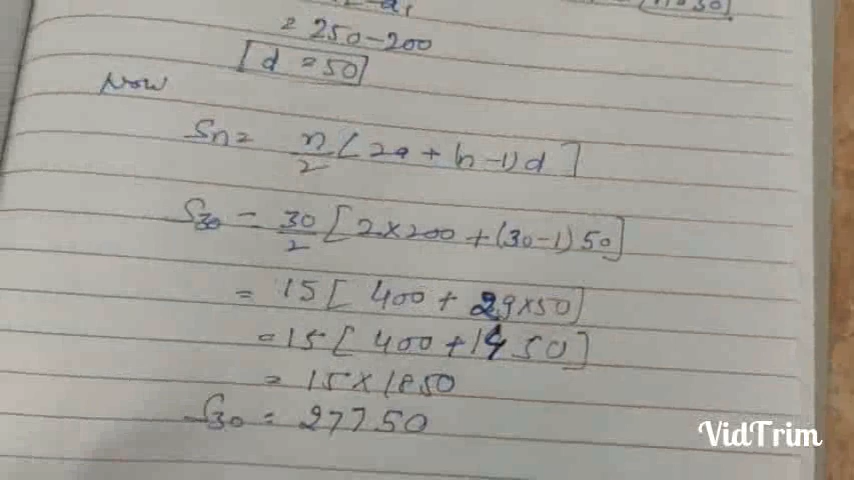 = 250-200
[d = 50]
Now
Sn = n/2 [2a + (n-1)d]
S30 = 30/2 [2×200 + (30-1)50]
= 15[400 + 29×50]
= 15[400 + 1450]
= 15×1850
S30 = 27750
VidTrim